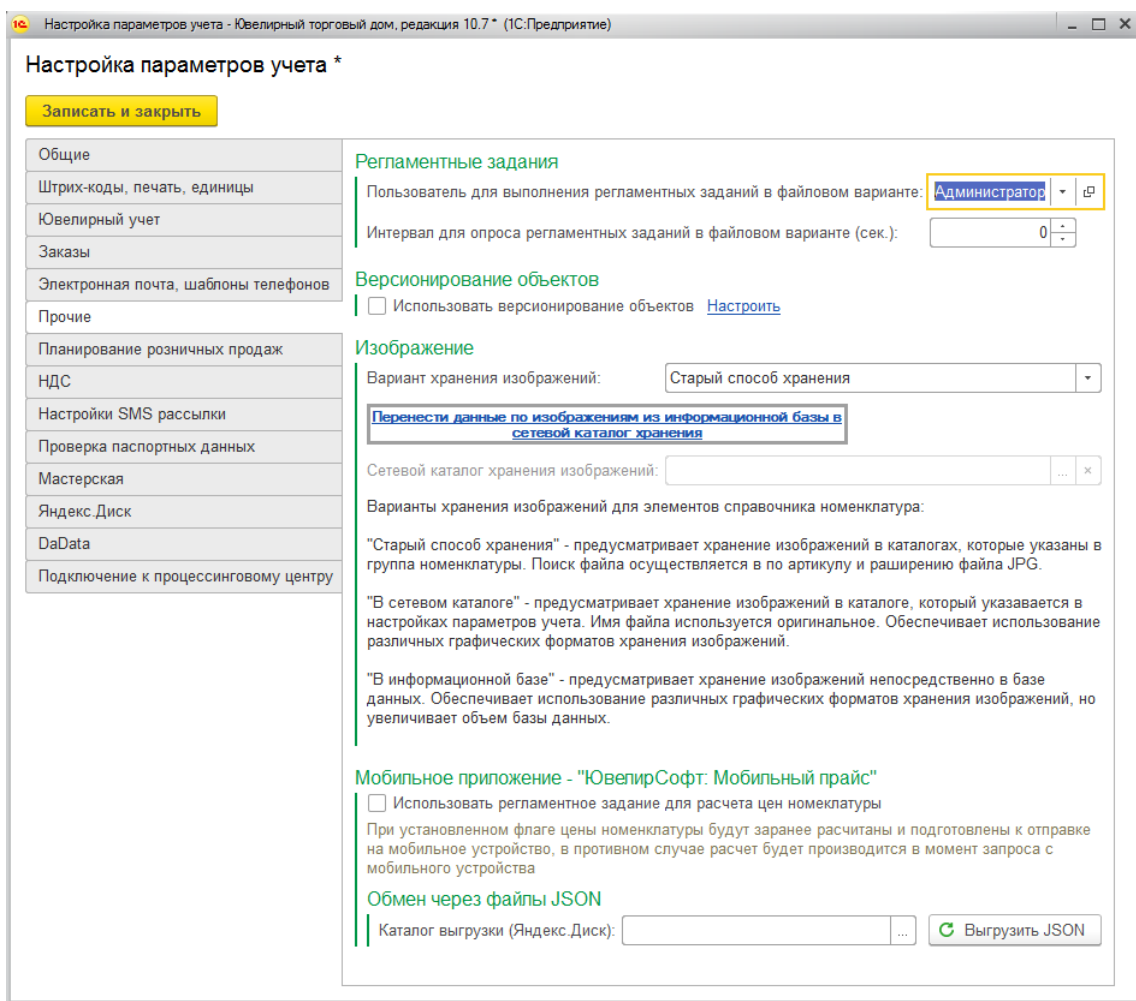 1С Настройка параметров учета - Ювелирный торговый дом, редакция 10.7 * (1С:Предприятие)
Настройка параметров учета *
Записать и закрыть
Общие
Штрих-коды, печать, единицы
Ювелирный учет
Заказы
Электронная почта, шаблоны телефонов
Прочие
Планирование розничных продаж
НДС
Настройки SMS рассылки
Проверка паспортных данных
Мастерская
Яндекс.Диск
DaData
Подключение к процессинговому центру
Регламентные задания
Пользователь для выполнения регламентных заданий в файловом варианте: Администратор
Интервал для опроса регламентных заданий в файловом варианте (сек.): 0
Версионирование объектов
Использовать версионирование объектов Настроить
Изображение
Вариант хранения изображений: Старый способ хранения
Перенести данные по изображениям из информационной базы в
сетевой каталог хранения
Сетевой каталог хранения изображений: ... ×
Варианты хранения изображений для элементов справочника номенклатура:
"Старый способ хранения" - предусматривает хранение изображений в каталогах, которые указаны в
группа номенклатуры. Поиск файла осуществляется в по артикулу и раширению файла JPG.
"В сетевом каталоге" - предусматривает хранение изображений в каталоге, который указавается в
настройках параметров учета. Имя файла используется оригинальное. Обеспечивает использование
различных графических форматов хранения изображений.
"В информационной базе" - предусматривает хранение изображений непосредственно в базе
данных. Обеспечивает использование различных графических форматов хранения изображений, но
увеличивает объем базы данных.
Мобильное приложение - "ЮвелирСофт: Мобильный прайс"
Использовать регламентное задание для расчета цен номеклатуры
При установленном флаге цены номенклатуры будут заранее расчитаны и подготовлены к отправке
на мобильное устройство, в противном случае расчет будет производится в момент запроса с
мобильного устройства
Обмен через файлы JSON
Каталог выгрузки (Яндекс.Диск): ... Выгрузить JSON